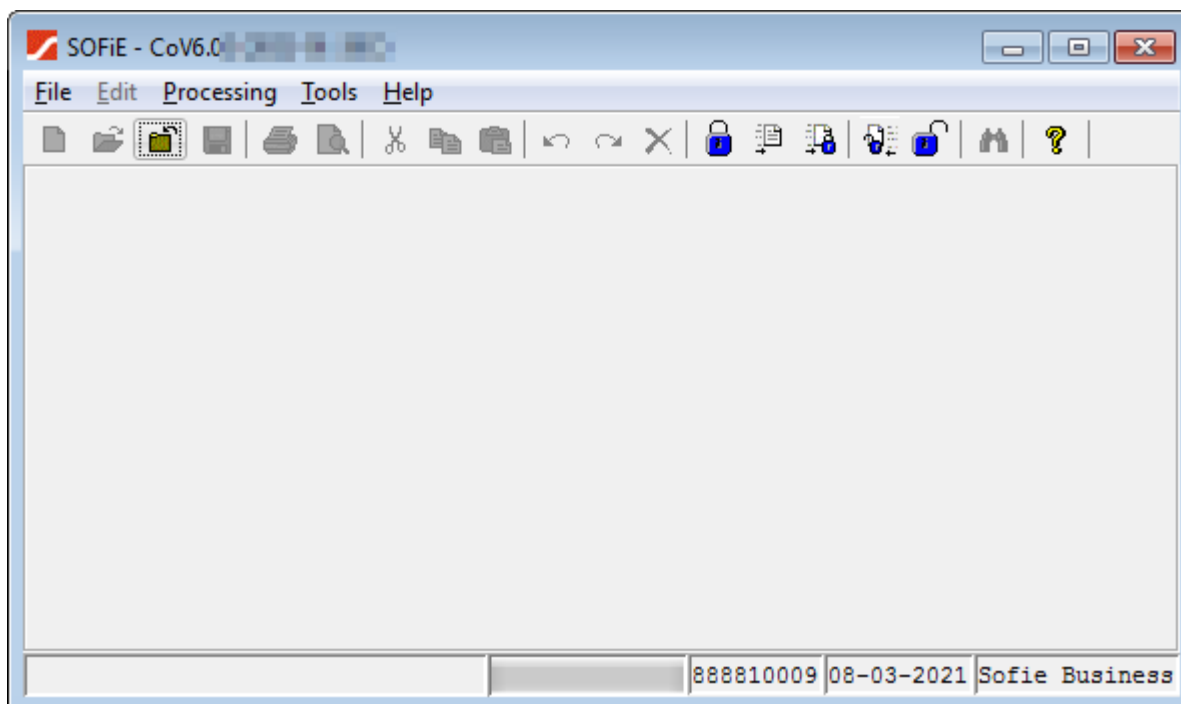 SOFiE - CoV6.0
File Edit Processing Tools Help
888810009 08-03-2021 Sofie Business